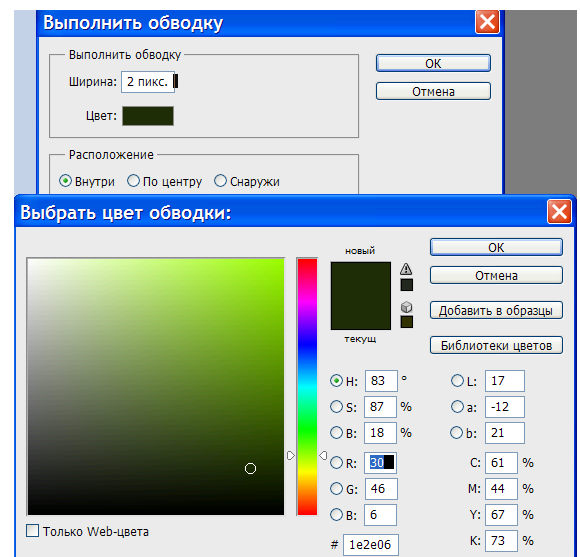 Выполнить обводку
Выполнить обводку
Ширина: 2 пикс.
Цвет:
OK
Отмена
Расположение
Внутри По центру Снаружи
Выбрать цвет обводки:
новый
текущ
OK
Отмена
Добавить в образцы
Библиотеки цветов
H: 83 ° L: 17
S: 87 % a: -12
B: 18 % b: 21
R: 30 C: 61 %
G: 46 M: 44 %
B: 6 Y: 67 %
# 1e2e06 K: 73 %
Только Web-цвета